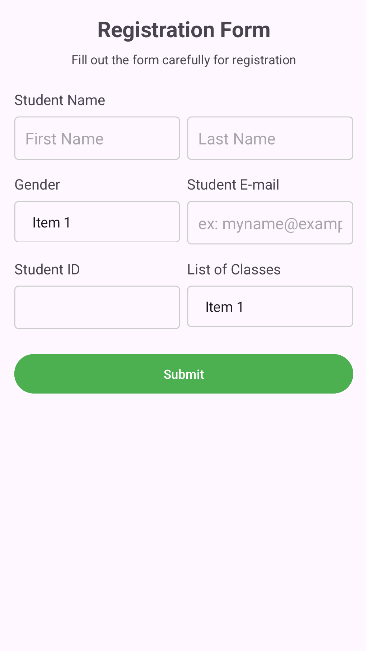 Registration Form
Fill out the form carefully for registration
Student Name
First Name
Last Name
Gender
Student E-mail
Item 1
ex: myname@examp
Student ID
List of Classes
Item 1
Submit